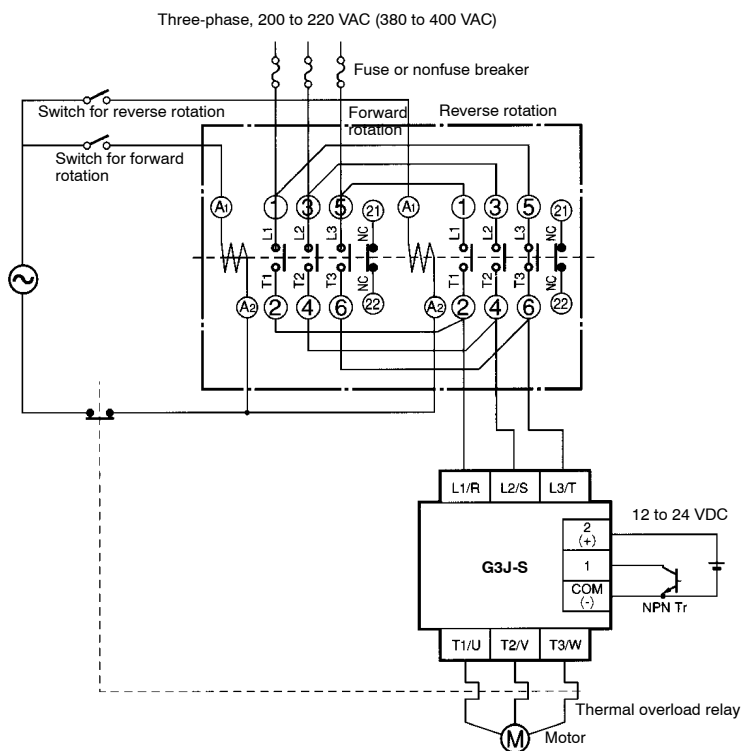 Three-phase, 200 to 220 VAC (380 to 400 VAC)
Fuse or nonfuse breaker
Switch for reverse rotation
Forward
rotation
Reverse rotation
Switch for forward
rotation
A1
1
3
5
21
A1
1
3
5
21
L1
L2
L3
NC
L1
L2
L3
NC
T1
T2
T3
NC
T1
T2
T3
NC
A2
2
4
6
22
A2
2
4
6
22
L1/R
L2/S
L3/T
12 to 24 VDC
2
(+)
G3J-S
1
COM
(-)
NPN Tr
T1/U
T2/V
T3/W
Thermal overload relay
M
Motor